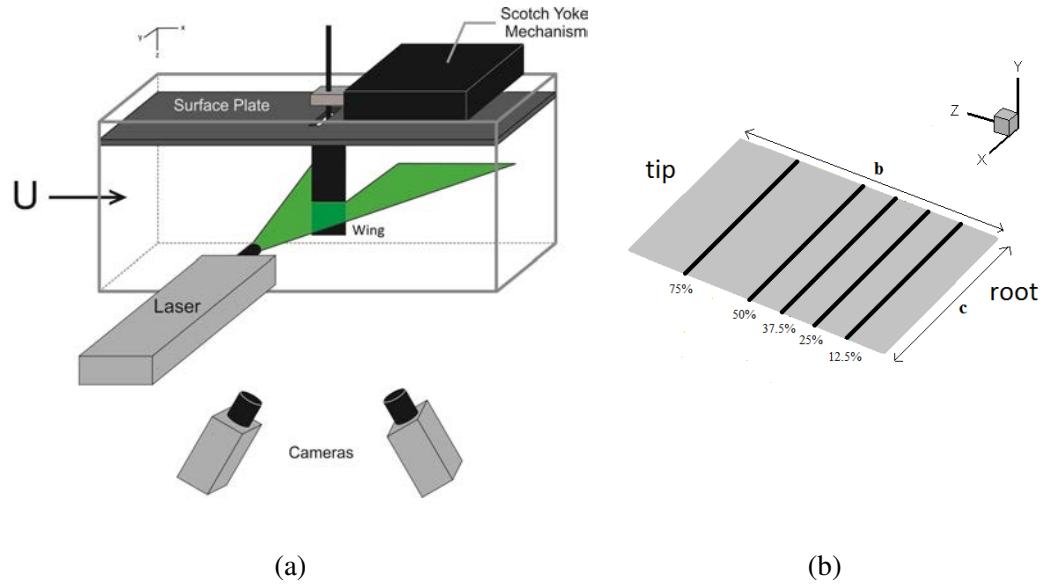 Scotch Yoke
Mechanism
x
y
z
Surface Plate
U
Wing
Laser
Cameras
(a)
Y
Z
X
tip
b
root
c
75%
50%
37.5%
25%
12.5%
(b)